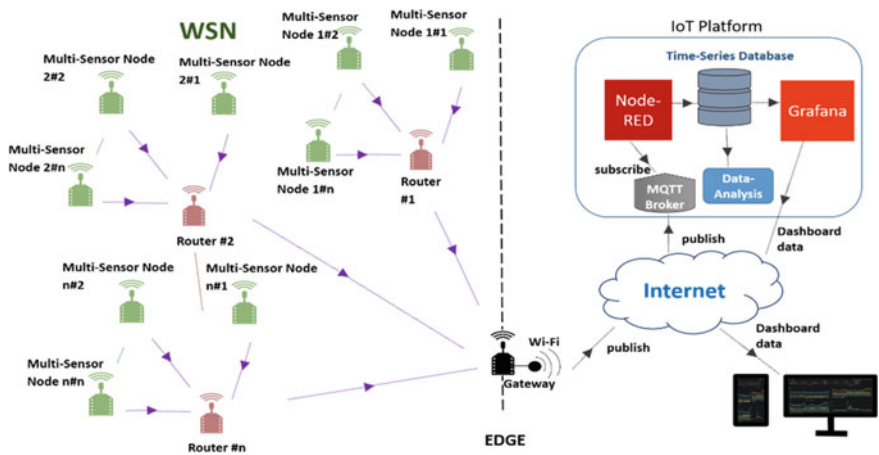 WSN
Multi-Sensor
Node 1#2
Multi-Sensor
Node 1#1
Multi-Sensor Node
2#2
Multi-Sensor Node
2#1
Multi-Sensor
Node 2#n
Multi-Sensor
Node 1#n
Router
#1
Router #2
Multi-Sensor Node
n#2
Multi-Sensor Node
n#1
Multi-Sensor
Node n#n
Router #n
Wi-Fi
Gateway
EDGE
IoT Platform
Time-Series Database
Node-
RED
Grafana
subscribe
MQTT
Broker
Data-
Analysis
publish
Dashboard
data
Internet
publish
Dashboard
data